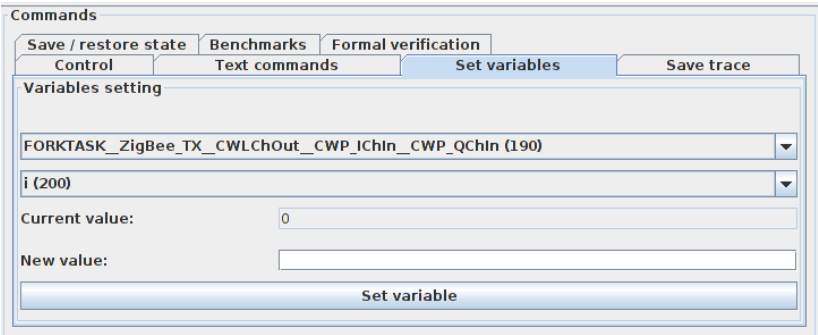 Commands
Save / restore state Benchmarks Formal verification
Control Text commands Set variables Save trace
Variables setting
FORKTASK__ZigBee_TX__CWLChOut__CWP_IChIn__CWP_QChIn (190)
i (200)
Current value: 0
New value:
Set variable